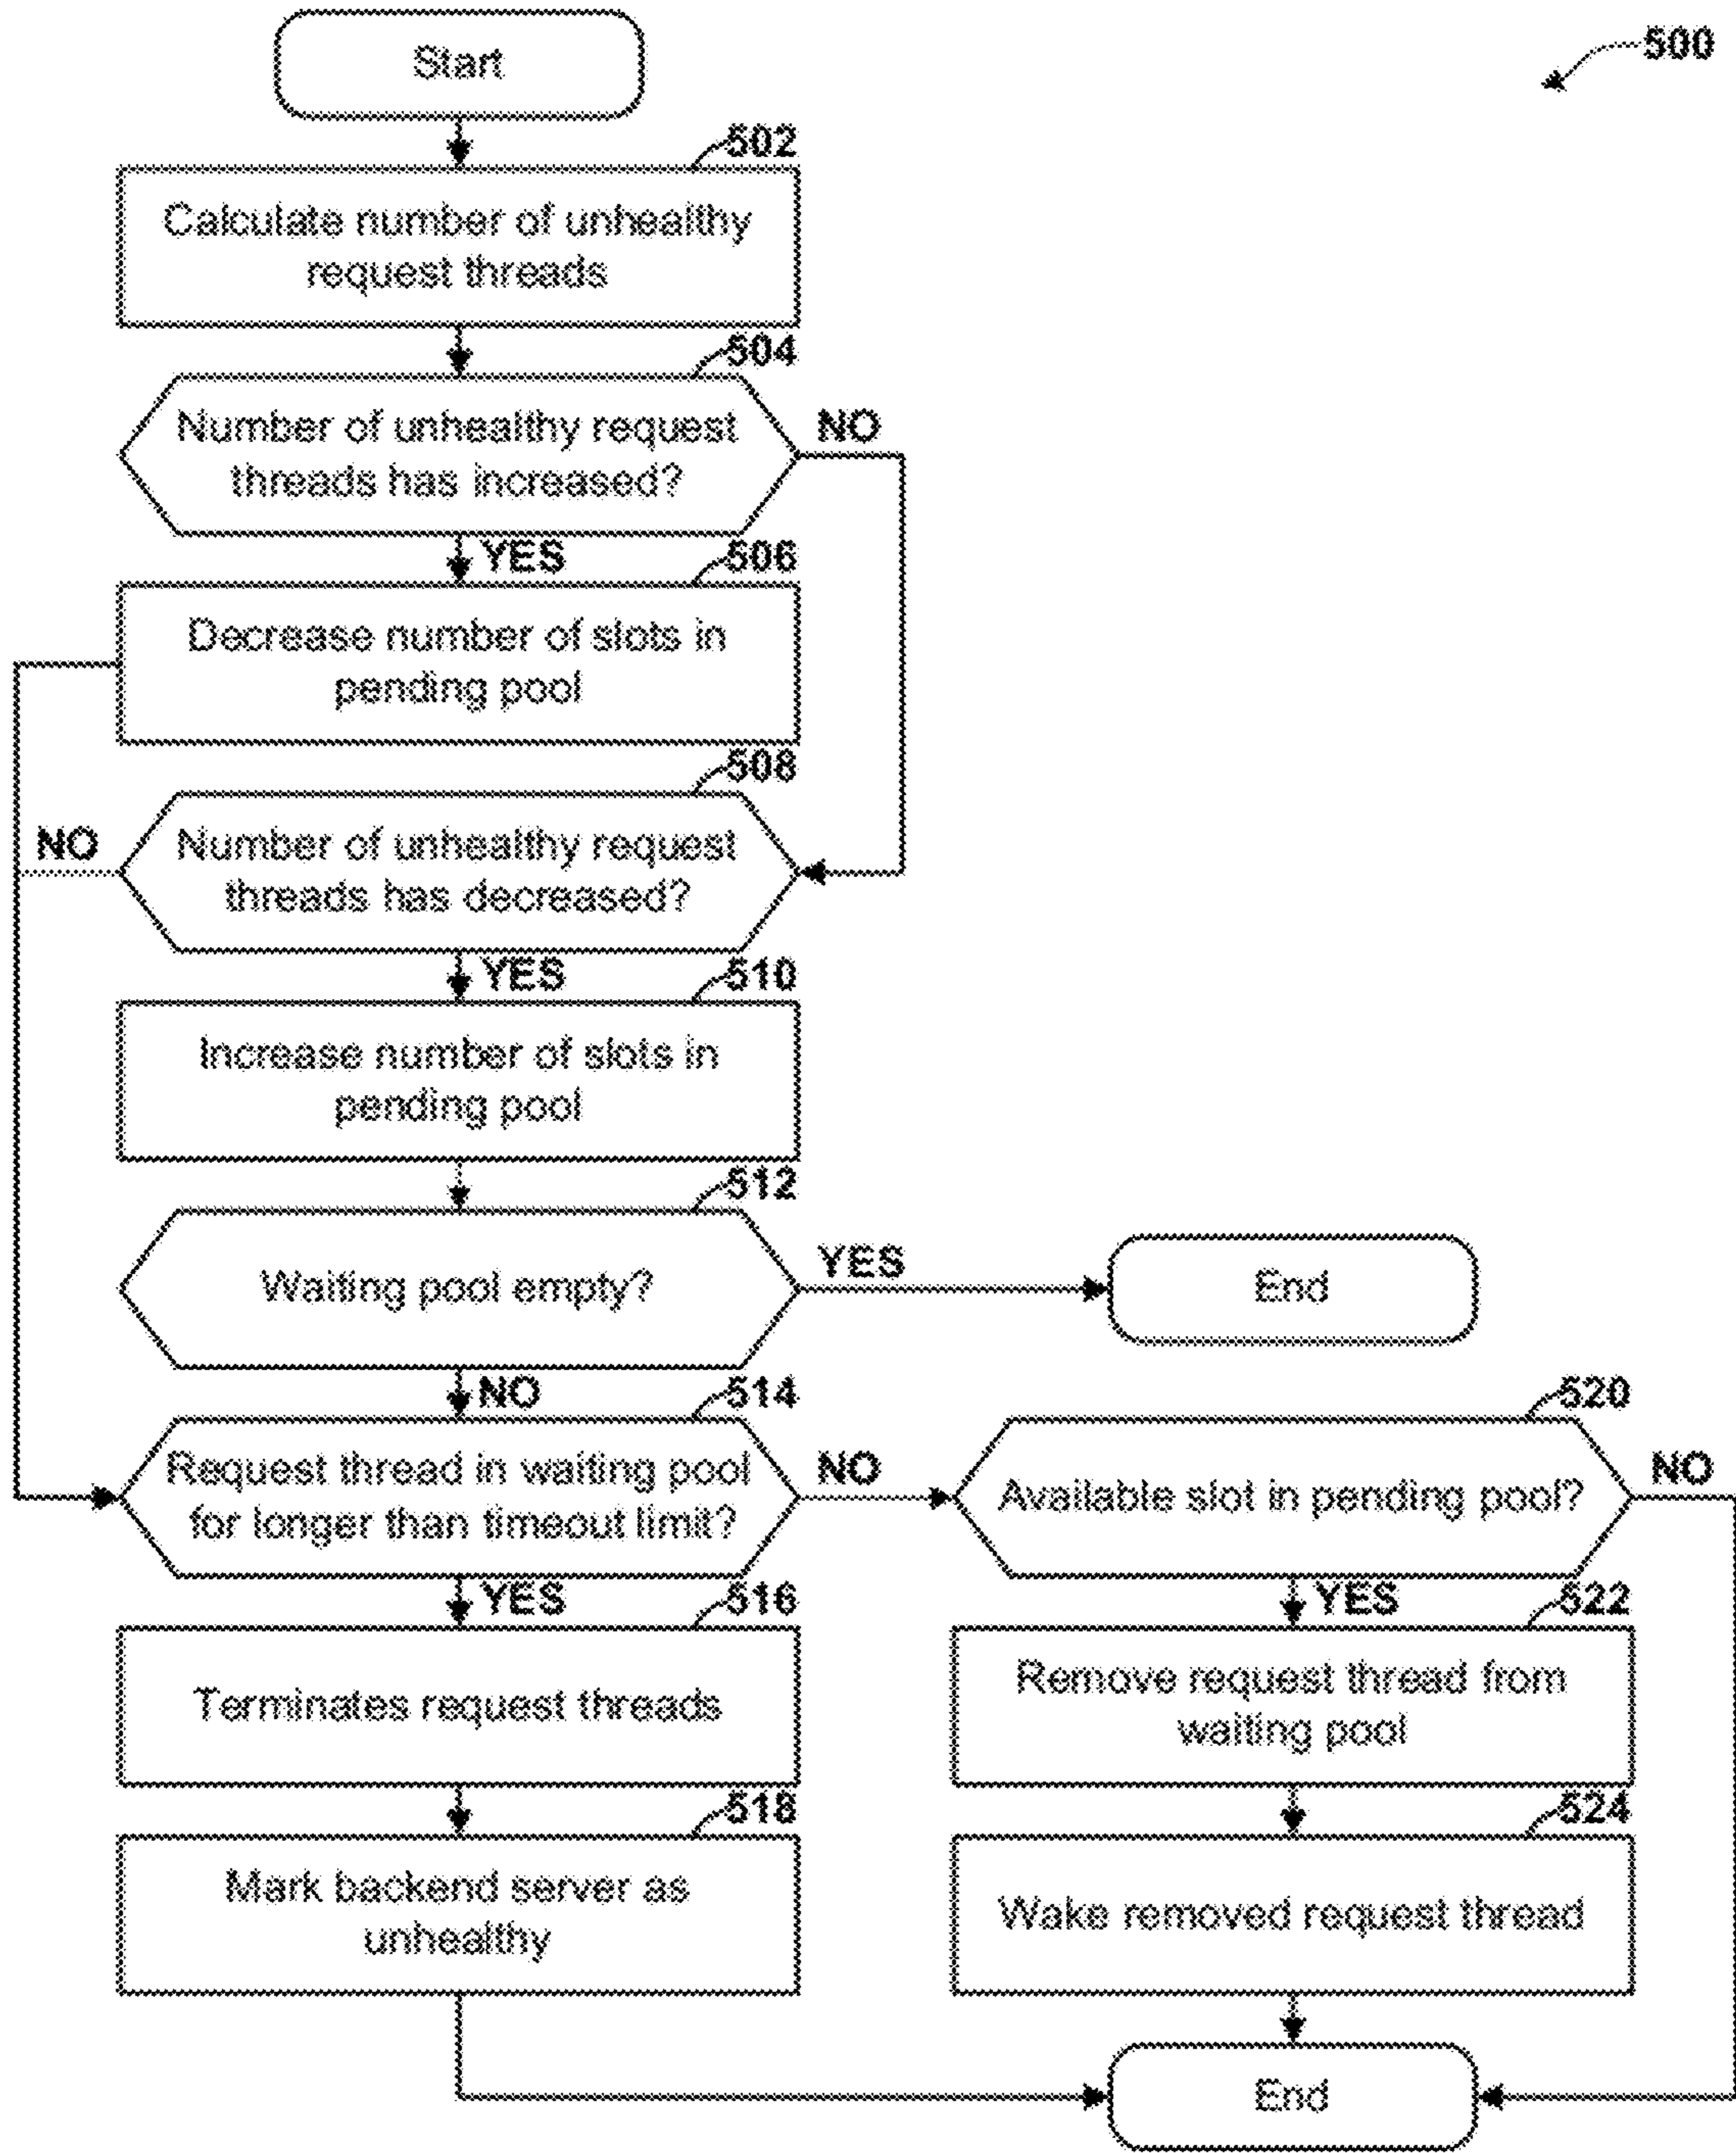 Start
500
502
Calculate number of unhealthy
request threads
504
Number of unhealthy request
threads has increased?
NO
YES
506
Decrease number of slots in
pending pool
508
NO
Number of unhealthy request
threads has decreased?
YES
510
Increase number of slots in
pending pool
512
Waiting pool empty?
YES
End
NO
514
Request thread in waiting pool
for longer than timeout limit?
NO
520
Available slot in pending pool?
NO
YES
516
Terminates request threads
YES
522
Remove request thread from
waiting pool
518
Mark backend server as
unhealthy
524
Wake removed request thread
End